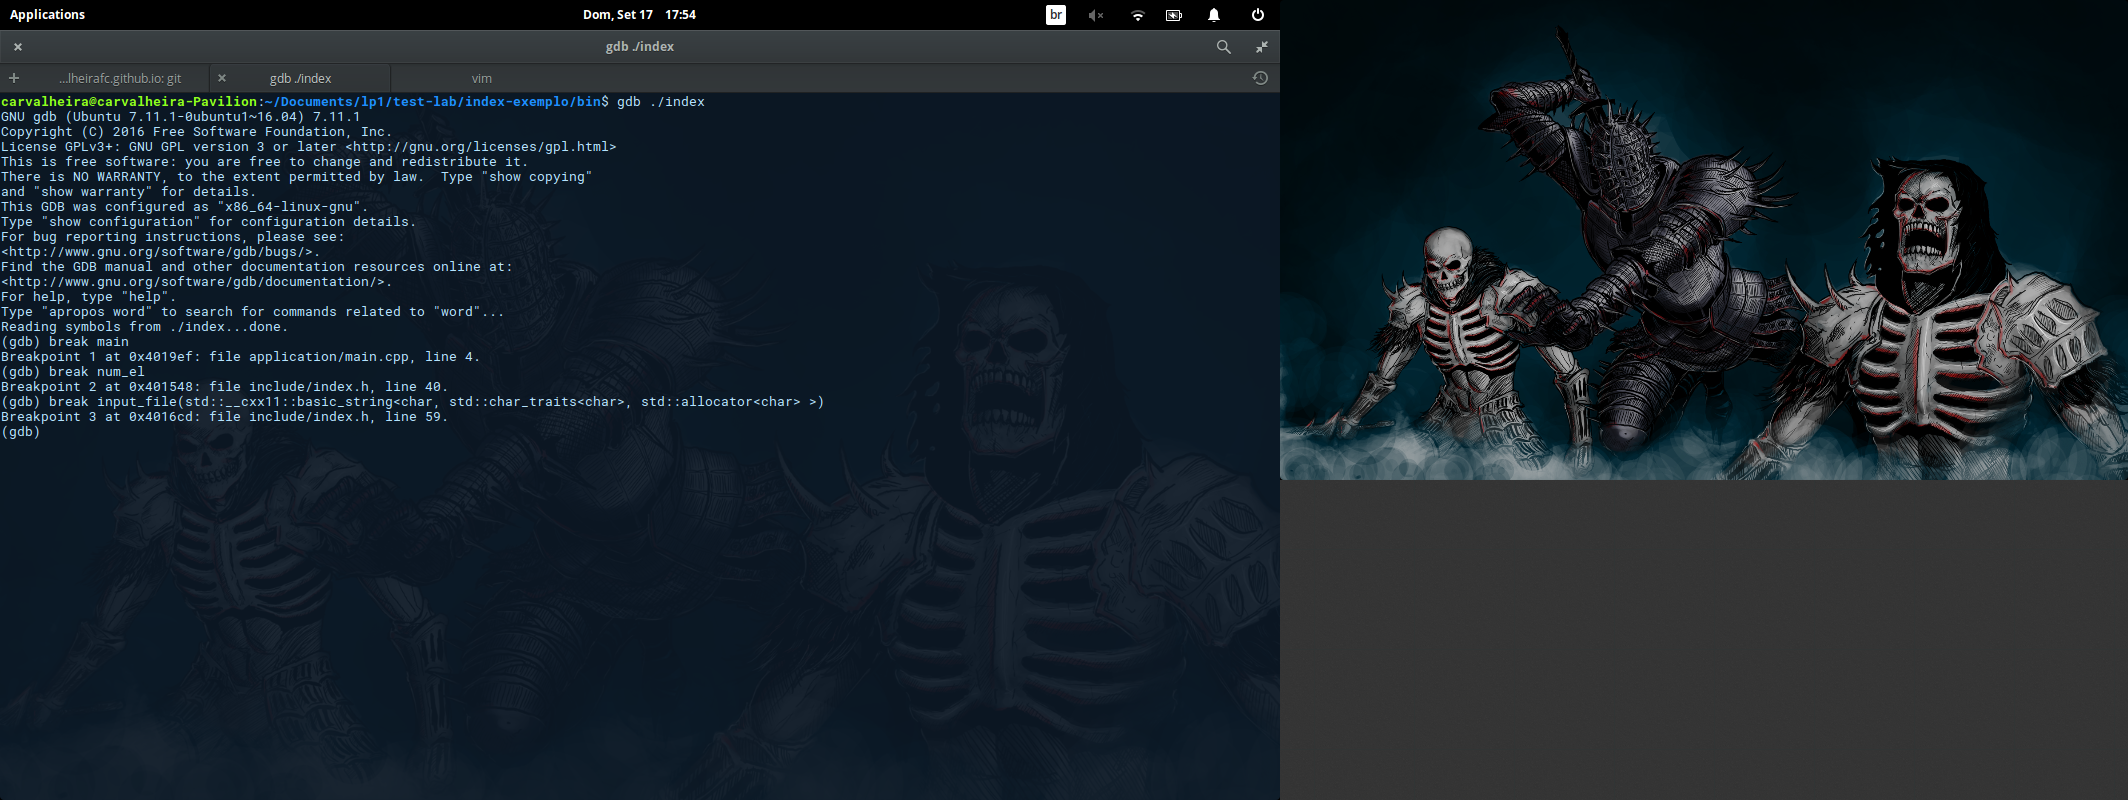 Applications
Dom, Set 17 17:54
br
gdb ./index
...lheirafc.github.io: git
gdb ./index
vim
carvalheira@carvalheira-Pavilion:~/Documents/lp1/test-lab/index-exemplo/bin$ gdb ./index
GNU gdb (Ubuntu 7.11.1-0ubuntu1~16.04) 7.11.1
Copyright (C) 2016 Free Software Foundation, Inc.
License GPLv3+: GNU GPL version 3 or later <http://gnu.org/licenses/gpl.html>
This is free software: you are free to change and redistribute it.
There is NO WARRANTY, to the extent permitted by law.  Type "show copying"
and "show warranty" for details.
This GDB was configured as "x86_64-linux-gnu".
Type "show configuration" for configuration details.
For bug reporting instructions, please see:
<http://www.gnu.org/software/gdb/bugs/>.
Find the GDB manual and other documentation resources online at:
<http://www.gnu.org/software/gdb/documentation/>.
For help, type "help".
Type "apropos word" to search for commands related to "word"...
Reading symbols from ./index...done.
(gdb) break main
Breakpoint 1 at 0x4019ef: file application/main.cpp, line 4.
(gdb) break num_el
Breakpoint 2 at 0x401548: file include/index.h, line 40.
(gdb) break input_file(std::__cxx11::basic_string<char, std::char_traits<char>, std::allocator<char> >)
Breakpoint 3 at 0x4016cd: file include/index.h, line 59.
(gdb)